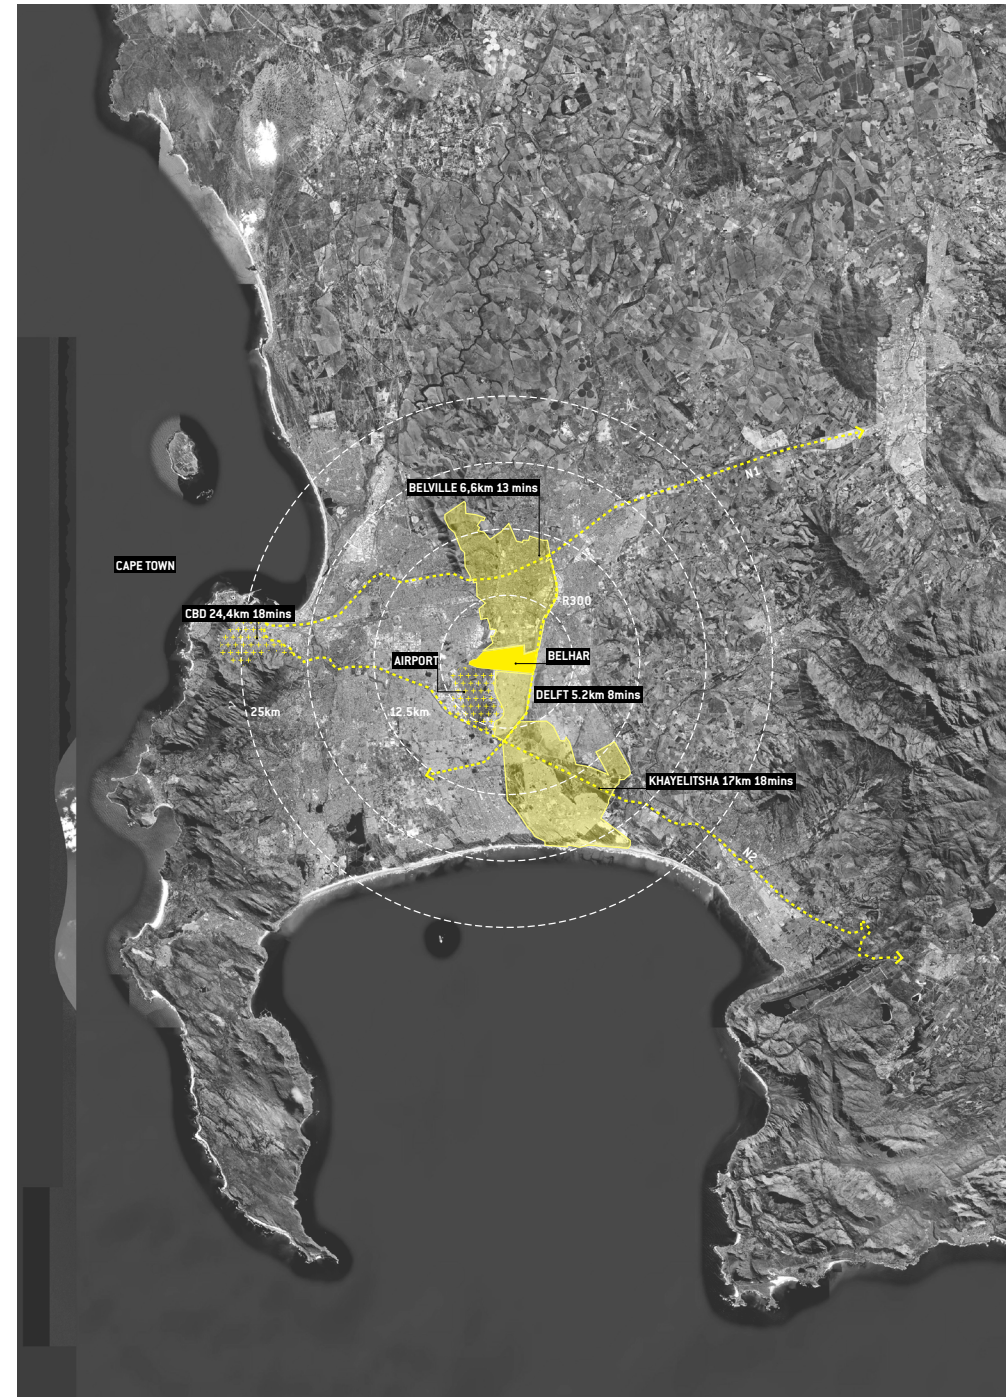 N1
BELVILLE 6,6km 13 mins
CAPE TOWN
R300
CBD 24,4km 18mins
BELHAR
AIRPORT
DELFT 5.2km 8mins
25km
12.5km
KHAYELITSHA 17km 18mins
N2